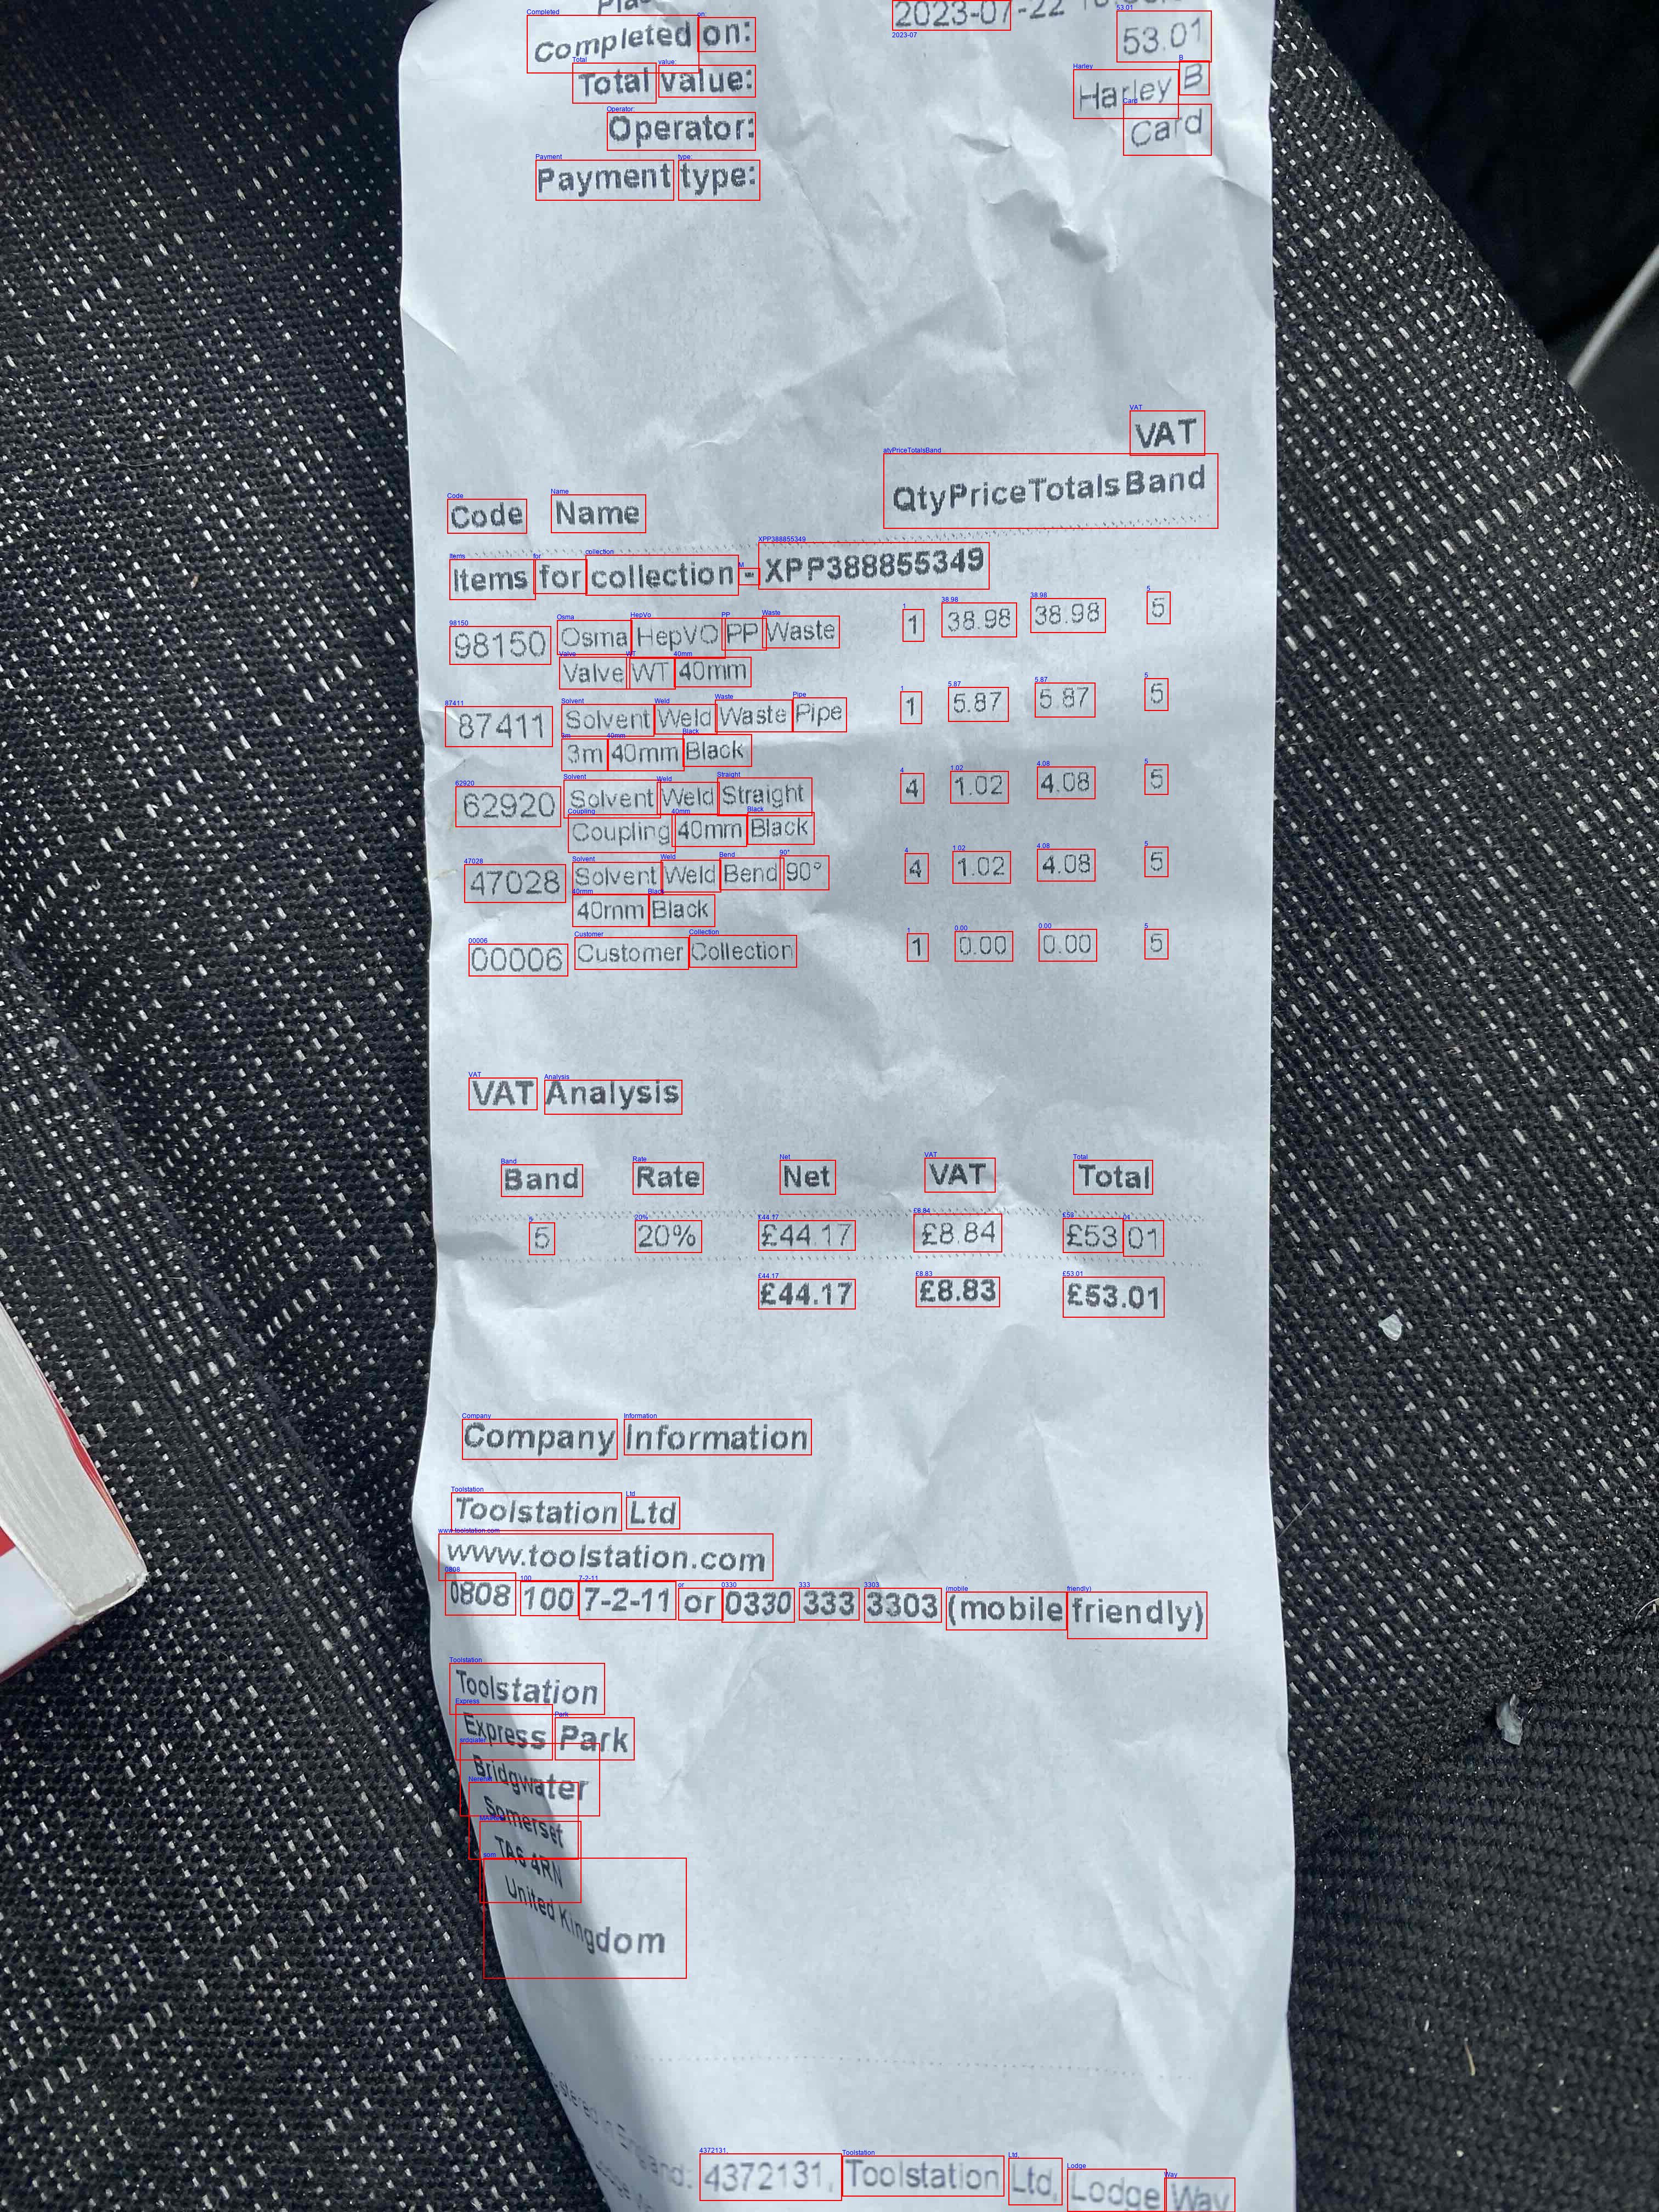 2023-07-22
Completed on: 53.01
Total value: Harley B
Operator: Card
Payment type:
VAT
Code Name QtyPriceTotalsBand
Items for collection - XPP388855349
98150 Osma HepVO PP Waste 1 38.98 38.98 5
Valve WT 40mm
87411 Solvent Weld Waste Pipe 1 5.87 5.87 5
3m 40mm Black
62920 Solvent Weld Straight 4 1.02 4.08 5
Coupling 40mm Black
47028 Solvent Weld Bend 90° 4 1.02 4.08 5
40mm Black
00006 Customer Collection 1 0.00 0.00 5
VAT Analysis
Band Rate Net VAT Total
5 20% £44.17 £8.84 £53.01
£44.17 £8.83 £53.01
Company Information
Toolstation Ltd
www.toolstation.com
0808 100 7-2-11 or 0330 333 3303 (mobile friendly)
Toolstation
Express Park
Bridgwater
Somerset
TA6 4RN
United Kingdom
4372131, Toolstation Ltd, Lodge Way